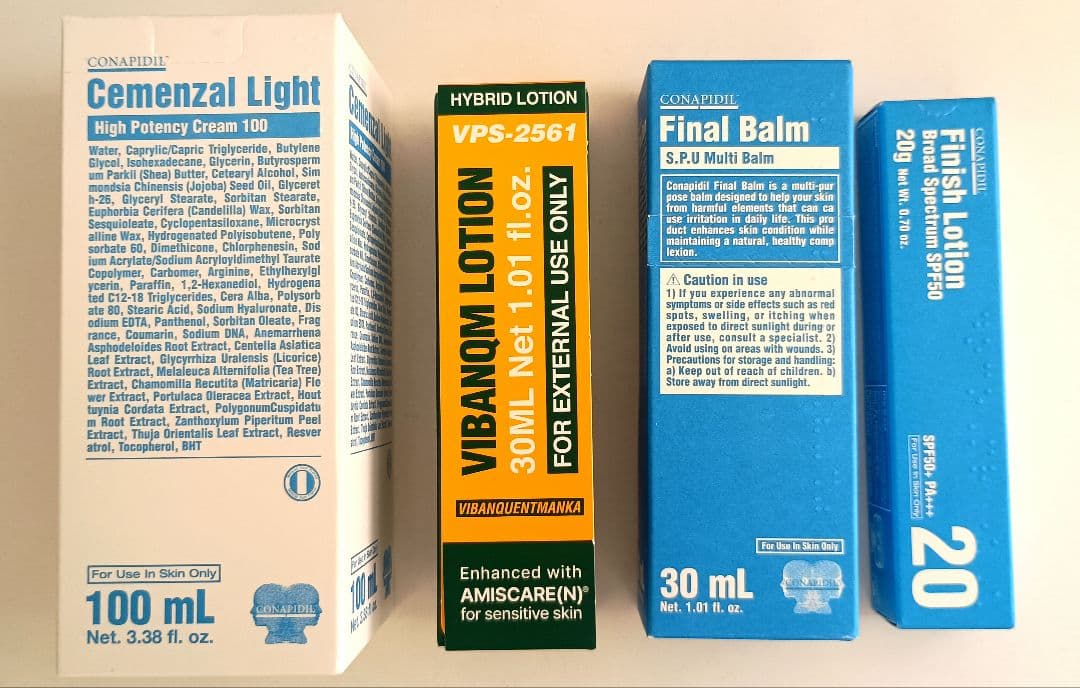 CONAPIDIL™
Cemenzal Light
High Potency Cream 100
Water, Caprylic/Capric Triglyceride, Butylene
Glycol, Isohexadecane, Glycerin, Butyrosperm
um Parkii (Shea) Butter, Cetearyl Alcohol, Sim
mondsia Chinensis (Jojoba) Seed Oil, Glyceret
h-26, Glyceryl Stearate, Sorbitan Stearate,
Euphorbia Cerifera (Candelilla) Wax, Sorbitan
Sesquioleate, Cyclopentasiloxane, Microcryst
alline Wax, Hydrogenated Polyisobutene, Poly
sorbate 60, Dimethicone, Chlorphenesin, Sod
ium Acrylate/Sodium Acryloyldimethyl Taurate
Copolymer, Carbomer, Arginine, Ethylhexylgl
ycerin, Paraffin, 1,2-Hexanediol, Hydrogena
ted C12-18 Triglycerides, Cera Alba, Polysorb
ate 80, Stearic Acid, Sodium Hyaluronate, Dis
odium EDTA, Panthenol, Sorbitan Oleate, Frag
rance, Coumarin, Sodium DNA, Anemarrhena
Asphodeloides Root Extract, Centella Asiatica
Leaf Extract, Glycyrrhiza Uralensis (Licorice)
Root Extract, Melaleuca Alternifolia (Tea Tree)
Extract, Chamomilla Recutita (Matricaria) Flo
wer Extract, Portulaca Oleracea Extract, Hout
tuynia Cordata Extract, PolygonumCuspidatu
m Root Extract, Zanthoxylum Piperitum Peel
Extract, Thuja Orientalis Leaf Extract, Resver
atrol, Tocopherol, BHT
For Use In Skin Only
100 mL
Net. 3.38 fl. oz.
CONAPIDIL
100 mL
HYBRID LOTION
VPS-2561
VIBANQM LOTION
30ML Net 1.01 fl.oz.
FOR EXTERNAL USE ONLY
VIBANQUENTMANKA
Enhanced with
AMISCARE(N)®
for sensitive skin
CONAPIDIL™
Final Balm
S.P.U Multi Balm
Conapidil Final Balm is a multi-pur
pose balm designed to help your skin
from harmful elements that can ca
use irritation in daily life. This pro
duct enhances skin condition while
maintaining a natural, healthy comp
lexion.
⚠ Caution in use
1) If you experience any abnormal
symptoms or side effects such as red
spots, swelling, or itching when
exposed to direct sunlight during or
after use, consult a specialist. 2)
Avoid using on areas with wounds. 3)
Precautions for storage and handling:
a) Keep out of reach of children. b)
Store away from direct sunlight.
For Use In Skin Only
30 mL
Net. 1.01 fl. oz.
CONAPIDIL
CONAPIDIL
Finish Lotion
Broad Spectrum SPF50
20g Net Wt. 0.70 oz.
SPF50+ PA+++
For Use In Skin Only
20